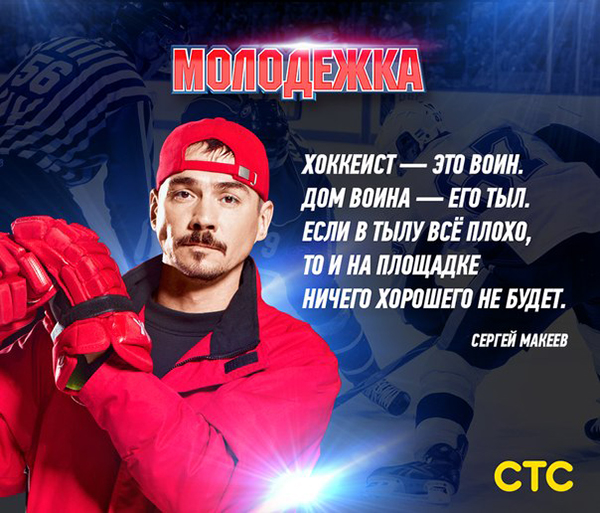 МОЛОДЕЖКА
ХОККЕИСТ — ЭТО ВОИН.
ДОМ ВОИНА — ЕГО ТЫЛ.
ЕСЛИ В ТЫЛУ ВСЁ ПЛОХО,
ТО И НА ПЛОЩАДКЕ
НИЧЕГО ХОРОШЕГО НЕ БУДЕТ.
СЕРГЕЙ МАКЕЕВ
СТС
56